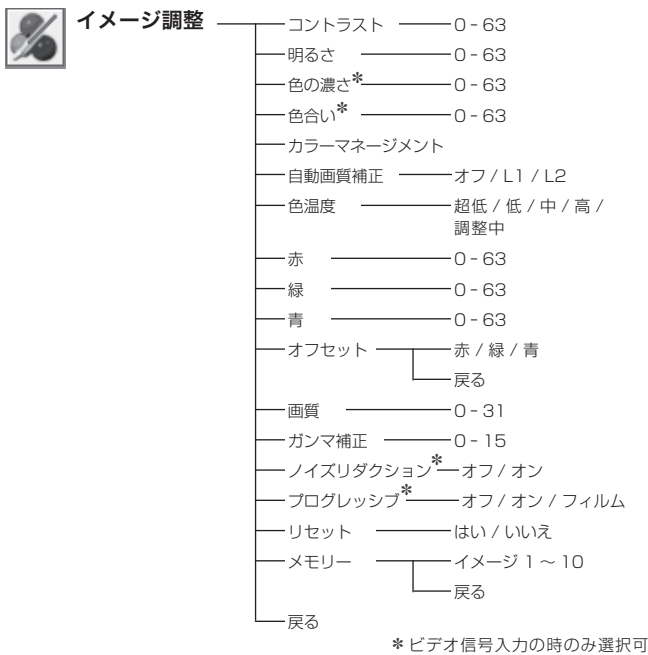 イメージ調整
コントラスト 0 - 63
明るさ 0 - 63
色の濃さ* 0 - 63
色合い* 0 - 63
カラーマネージメント
自動画質補正 オフ / L1 / L2
色温度 超低 / 低 / 中 / 高 /
調整中
赤 0 - 63
緑 0 - 63
青 0 - 63
オフセット 赤 / 緑 / 青
戻る
画質 0 - 31
ガンマ補正 0 - 15
ノイズリダクション* オフ / オン
プログレッシブ* オフ / オン / フィルム
リセット はい / いいえ
メモリー イメージ 1 ~ 10
戻る
戻る
* ビデオ信号入力の時のみ選択可